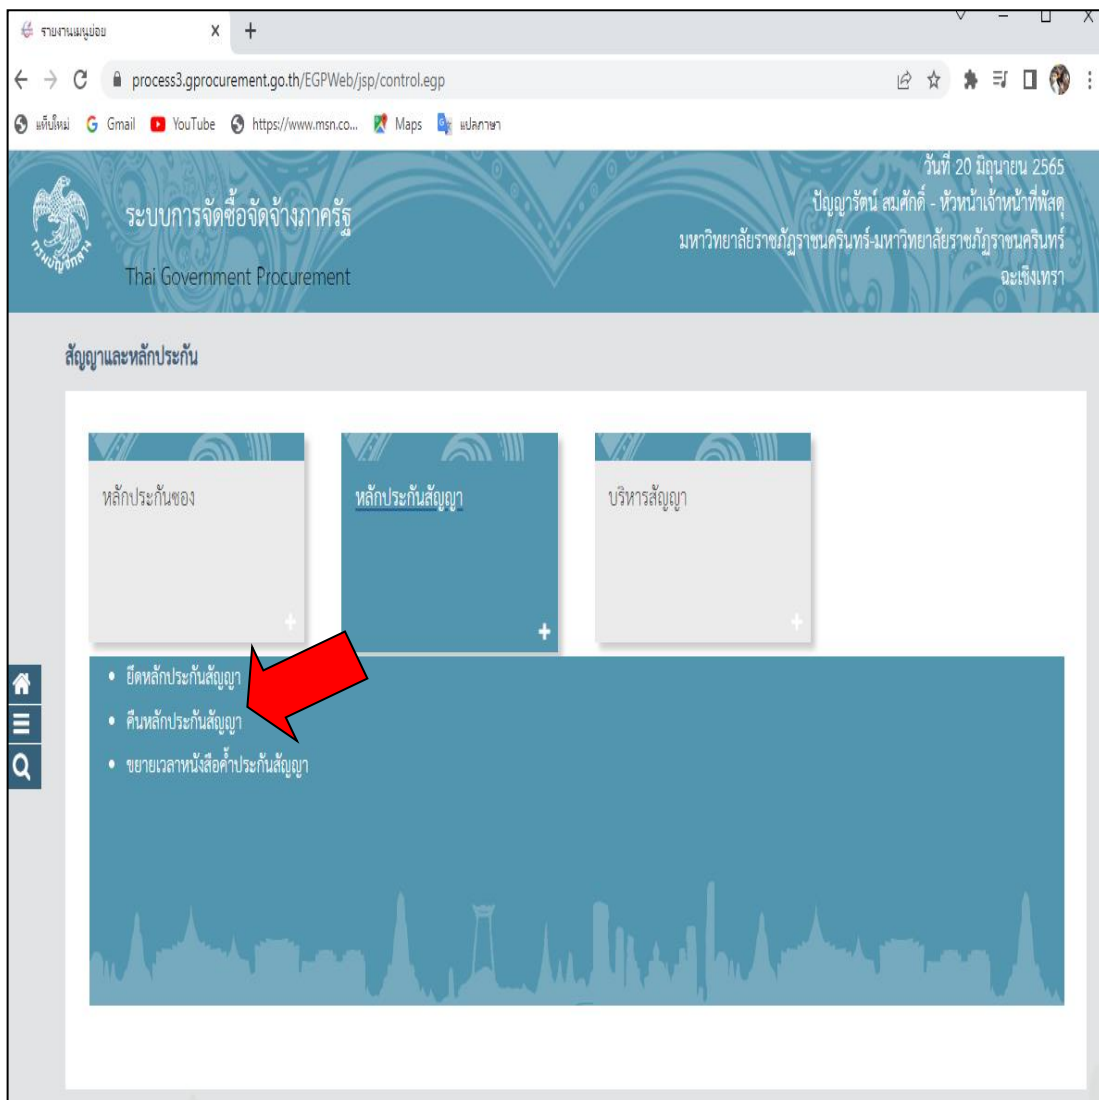 รายงานเมนูย่อย
process3.gprocurement.go.th/EGPWeb/jsp/control.egp
แท็บใหม่ Gmail YouTube https://www.msn.co... Maps แปลภาษา
วันที่ 20 มิถุนายน 2565
ปัญญารัตน์ สมศักดิ์ - หัวหน้าเจ้าหน้าที่พัสดุ
มหาวิทยาลัยราชภัฏราชนครินทร์-มหาวิทยาลัยราชภัฏราชนครินทร์
ฉะเชิงเทรา
กรมบัญชีกลาง
ระบบการจัดซื้อจัดจ้างภาครัฐ
Thai Government Procurement
สัญญาและหลักประกัน
หลักประกันซอง
หลักประกันสัญญา
บริหารสัญญา
ยึดหลักประกันสัญญา
คืนหลักประกันสัญญา
ขยายเวลาหนังสือค้ำประกันสัญญา